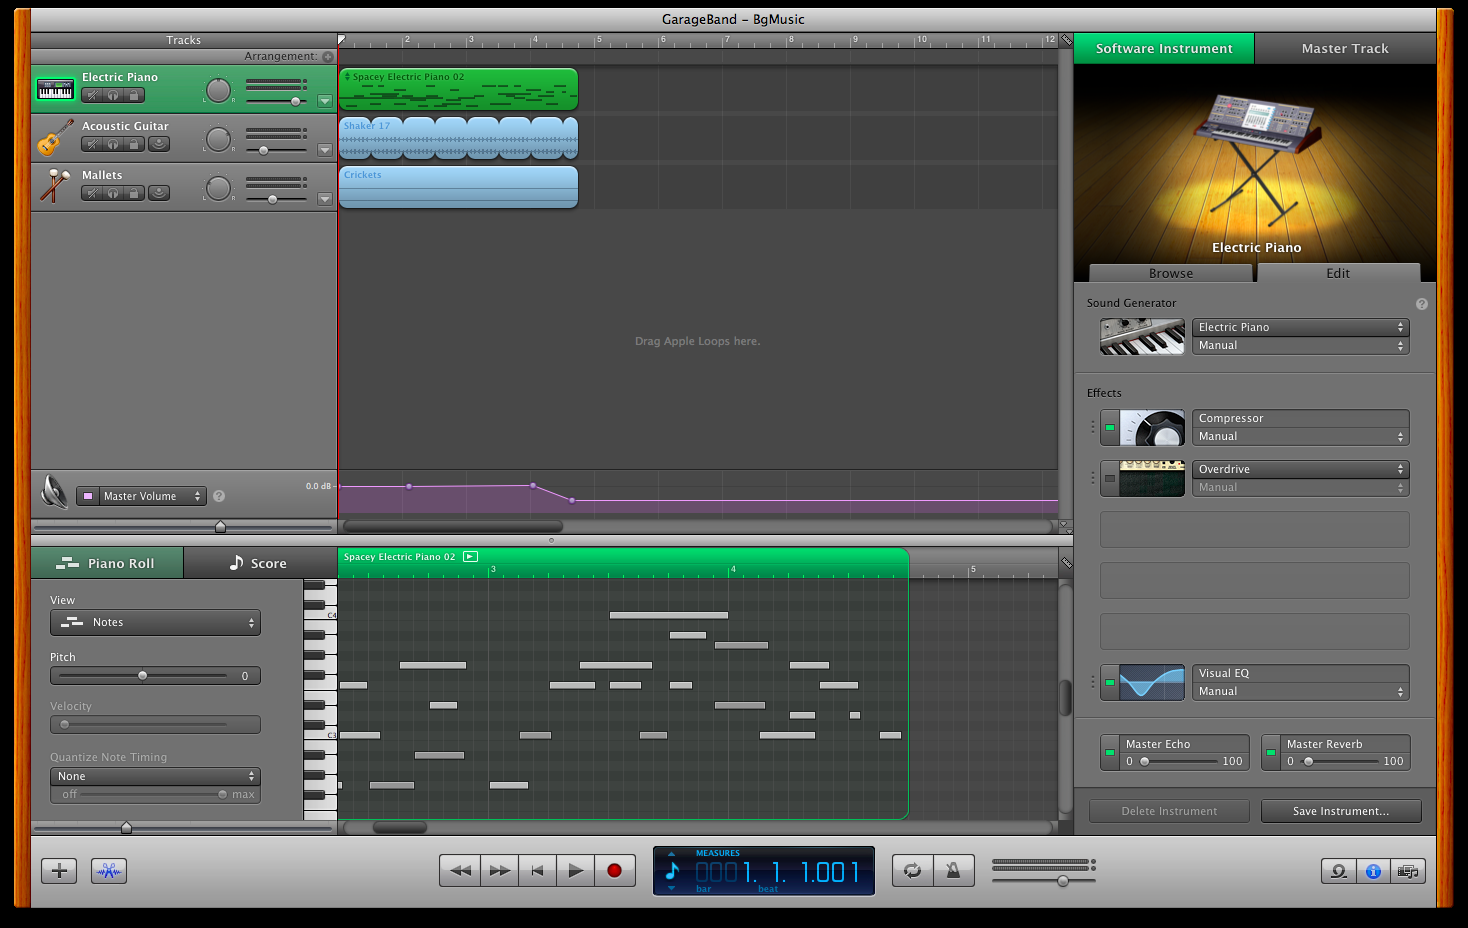 GarageBand – BgMusic
Tracks
Arrangement:
1 2 3 4 5 6 7 8 9 10 11 12
Electric Piano
L R
Spacey Electric Piano 02
Acoustic Guitar
L R
Shaker 17
Mallets
L R
Crickets
Drag Apple Loops here.
Master Volume
?
0.0 dB
Software Instrument
Master Track
Electric Piano
Browse
Edit
Sound Generator
?
Electric Piano
Manual
Effects
Compressor
Manual
Overdrive
Manual
Visual EQ
Manual
Master Echo
0 100
Master Reverb
0 100
Delete Instrument
Save Instrument...
Piano Roll
Score
Spacey Electric Piano 02
3 4 5
View
Notes
Pitch
0
Velocity
Quantize Note Timing
None
off max
C4
C3
MEASURES
0001. 1. 1.001
bar beat